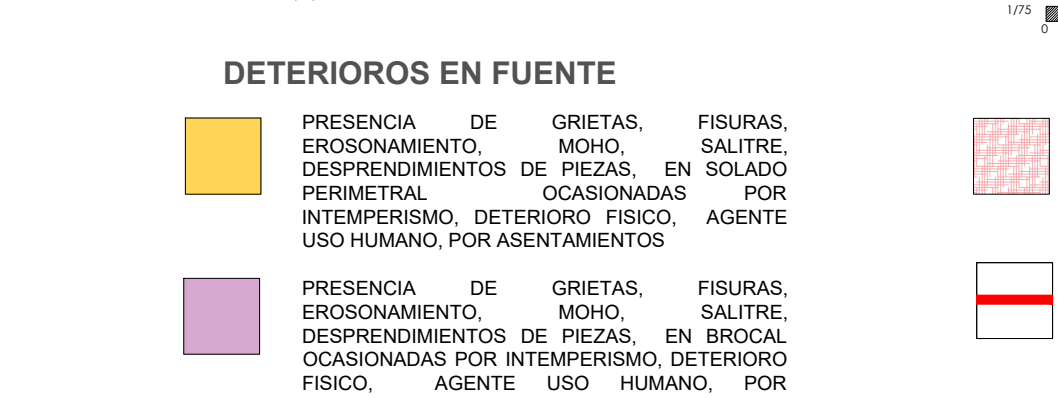 1/75
0
DETERIOROS EN FUENTE
PRESENCIA DE GRIETAS, FISURAS,
EROSONAMIENTO, MOHO, SALITRE,
DESPRENDIMIENTOS DE PIEZAS, EN SOLADO
PERIMETRAL OCASIONADAS POR
INTEMPERISMO, DETERIORO FISICO, AGENTE
USO HUMANO, POR ASENTAMIENTOS
PRESENCIA DE GRIETAS, FISURAS,
EROSONAMIENTO, MOHO, SALITRE,
DESPRENDIMIENTOS DE PIEZAS, EN BROCAL
OCASIONADAS POR INTEMPERISMO, DETERIORO
FISICO, AGENTE USO HUMANO, POR